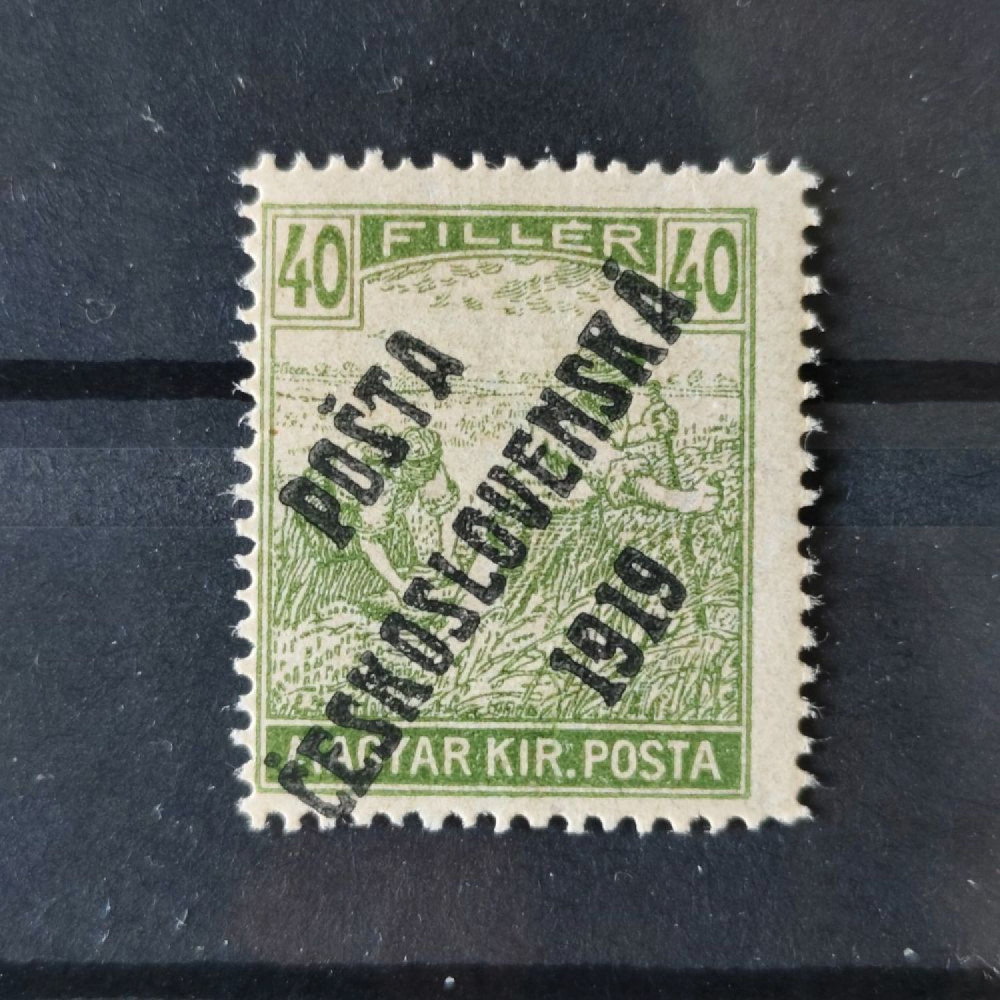 40 FILLÉR 40
POŠTA
ČESKOSLOVENSKÁ
1919
MAGYAR KIR. POSTA